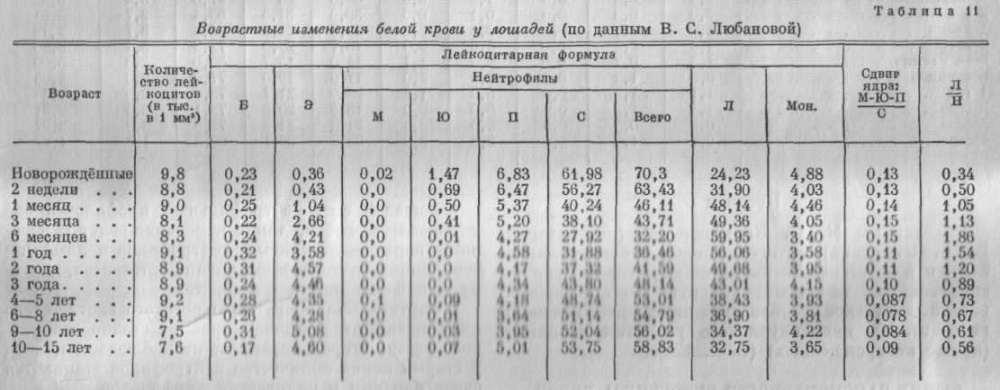 Таблица 11
Возрастные изменения белой крови у лошадей (по данным В. С. Любановой)
Возраст | Количество лейкоцитов (в тыс. в 1 мм³) | Лейкоцитарная формула | Сдвиг ядра: М-Ю-П / С | Л / Н
Нейтрофилы
Б Э М Ю П С Всего Л Мон.
Новорождённые 9,8 0,23 0,36 0,02 1,47 6,83 61,98 70,3 24,23 4,88 0,13 0,34
2 недели . . . 8,8 0,21 0,43 0,0 0,69 6,47 56,27 63,43 31,90 4,03 0,13 0,50
1 месяц . . . 9,0 0,25 1,04 0,0 0,50 5,37 40,24 46,11 48,14 4,46 0,14 1,05
3 месяца . . . 8,1 0,22 2,66 0,0 0,41 5,20 38,10 43,71 49,36 4,05 0,15 1,13
6 месяцев . . . 8,3 0,24 4,21 0,0 0,01 4,27 27,92 32,20 59,95 3,40 0,15 1,86
1 год . . . . 9,1 0,32 3,58 0,0 0,0 4,58 31,88 36,46 56,06 3,58 0,11 1,54
2 года . . . . 8,9 0,31 4,57 0,0 0,0 4,17 37,32 41,59 49,68 3,95 0,11 1,20
3 года . . . . . 8,9 0,24 4,46 0,0 0,0 4,34 43,80 48,14 43,01 4,15 0,10 0,89
4—5 лет . . . 9,2 0,28 4,35 0,1 0,09 4,18 48,74 53,01 38,43 3,93 0,087 0,73
6—8 лет . . . 9,1 0,26 4,28 0,0 0,01 3,64 51,14 54,79 36,90 3,81 0,078 0,67
9—10 лет . . . 7,5 0,31 5,08 0,0 0,03 3,95 52,04 56,02 34,37 4,22 0,084 0,61
10—15 лет . . 7,6 0,17 4,60 0,0 0,07 5,01 53,75 58,83 32,75 3,65 0,09 0,56